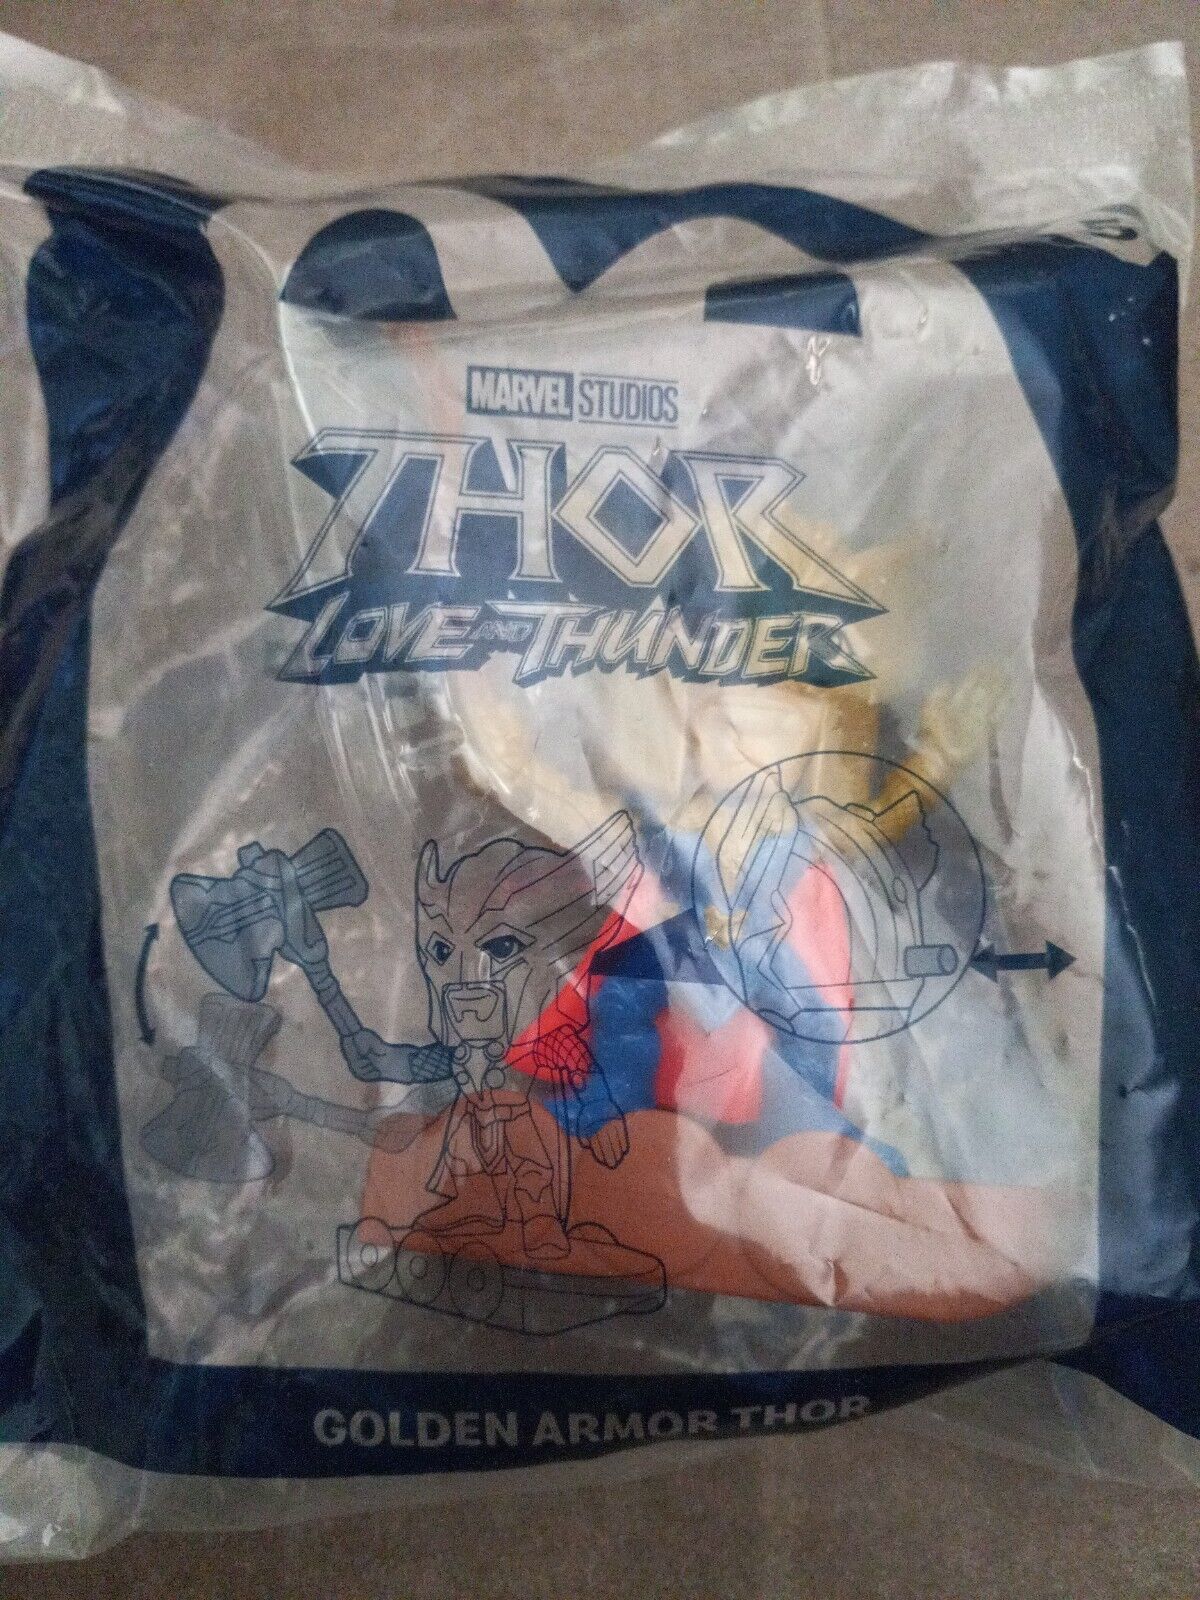 MARVEL STUDIOS
THOR
LOVE AND THUNDER
GOLDEN ARMOR THOR